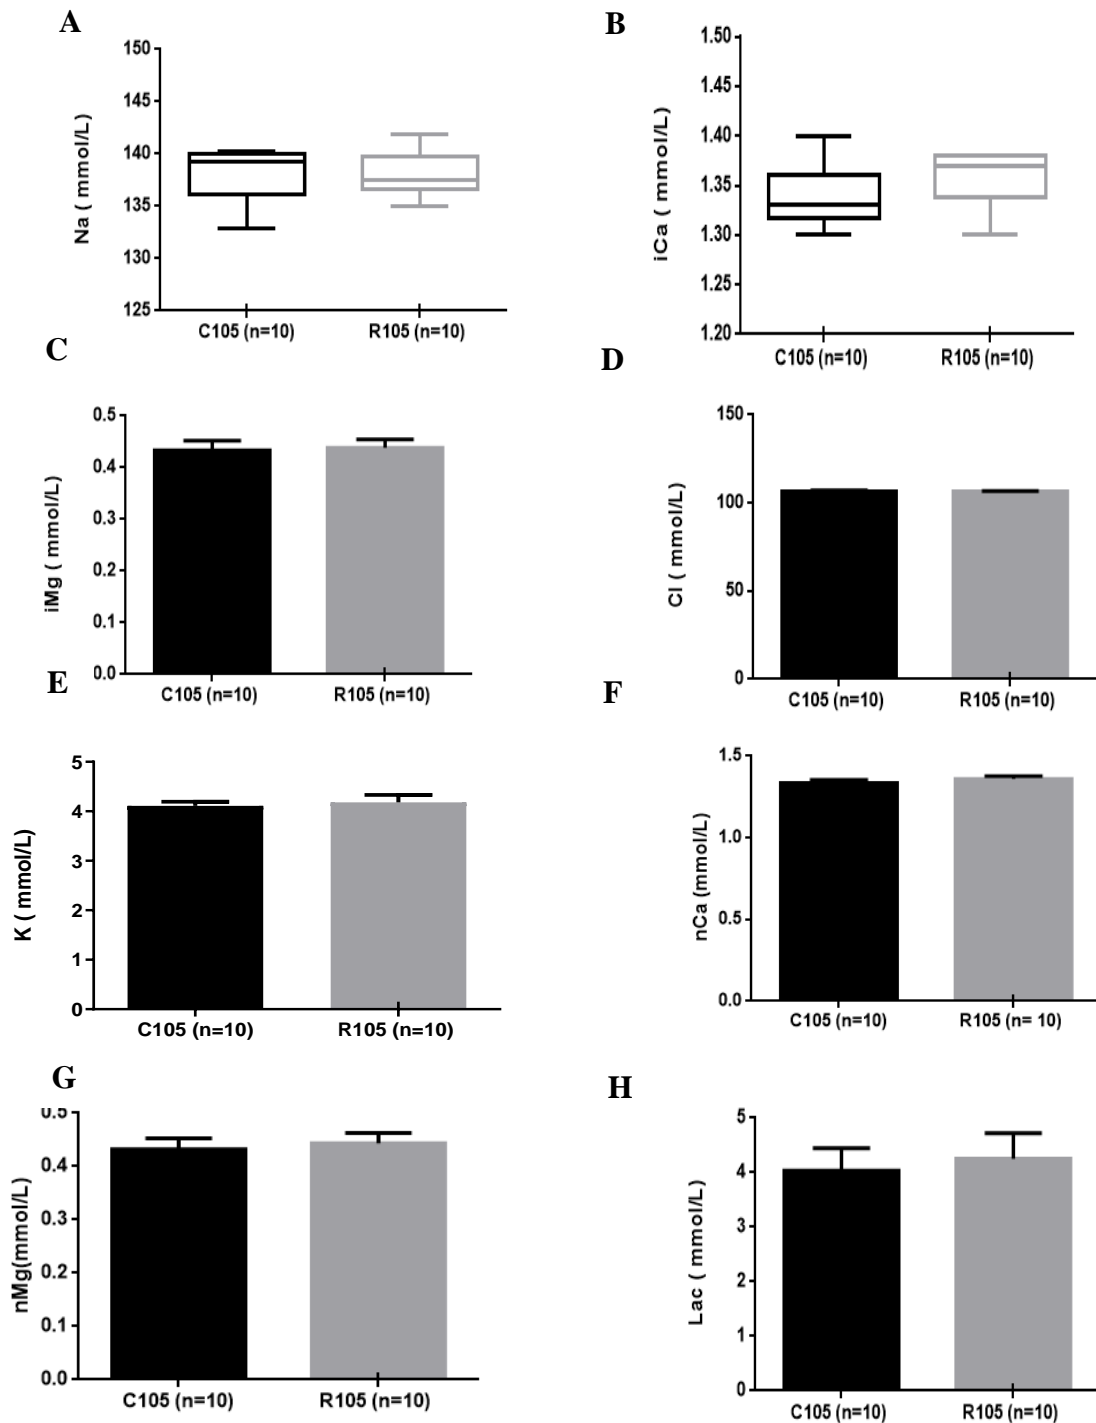 A
150
145
140
135
130
125
Na ( mmol/L)
C105 (n=10)
R105 (n=10)
B
1.50
1.45
1.40
1.35
1.30
1.25
1.20
iCa ( mmol/L)
C105 (n=10)
R105 (n=10)
C
0.5
0.4
0.3
0.2
0.1
0.0
iMg ( mmol/L)
C105 (n=10)
R105 (n=10)
D
150
100
50
0
Cl ( mmol/L)
C105 (n=10)
R105 (n=10)
E
5
4
3
2
1
0
K ( mmol/L)
C105 (n=10)
R105 (n=10)
F
1.5
1.0
0.5
0.0
nCa (mmol/L)
C105 (n=10)
R105 (n= 10)
G
0.5
0.4
0.3
0.2
0.1
0.0
nMg(mmol/L)
C105 (n=10)
R105 (n=10)
H
5
4
3
2
1
0
Lac ( mmol/L)
C105 (n=10)
R105 (n=10)